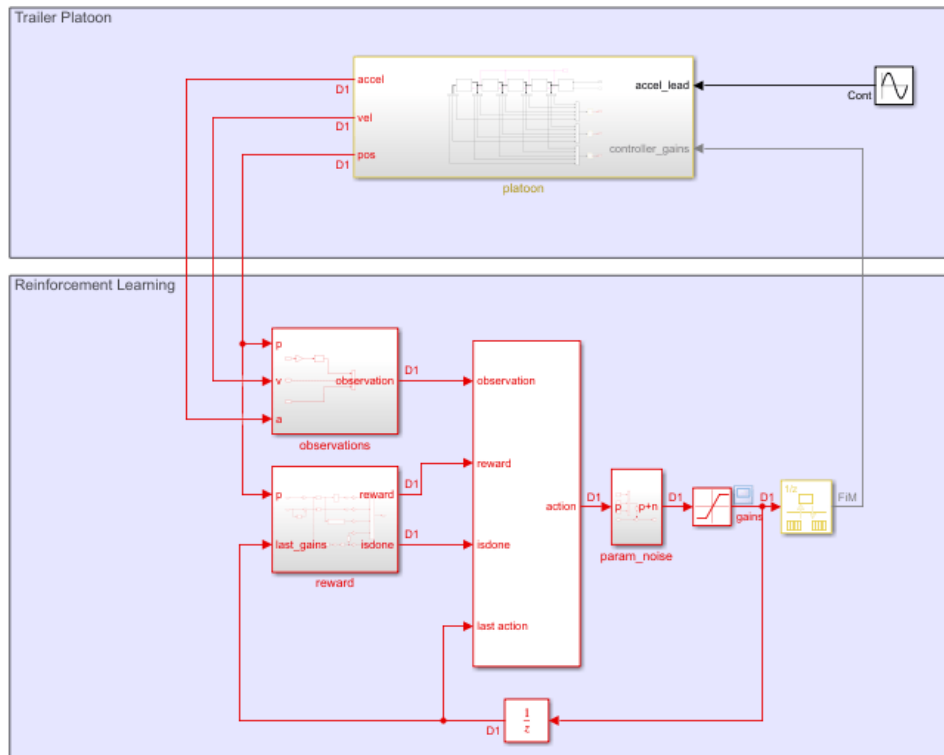 Trailer Platoon
accel
D1
vel
D1
pos
D1
accel_lead
Cont
controller_gains
platoon
Reinforcement Learning
p
v
a
observation
D1
observations
p
last_gains
reward
D1
isdone
D1
reward
observation
reward
isdone
last action
action
D1
p
p+n
param_noise
D1
gains
D1
1/z
FiM
1
z
D1